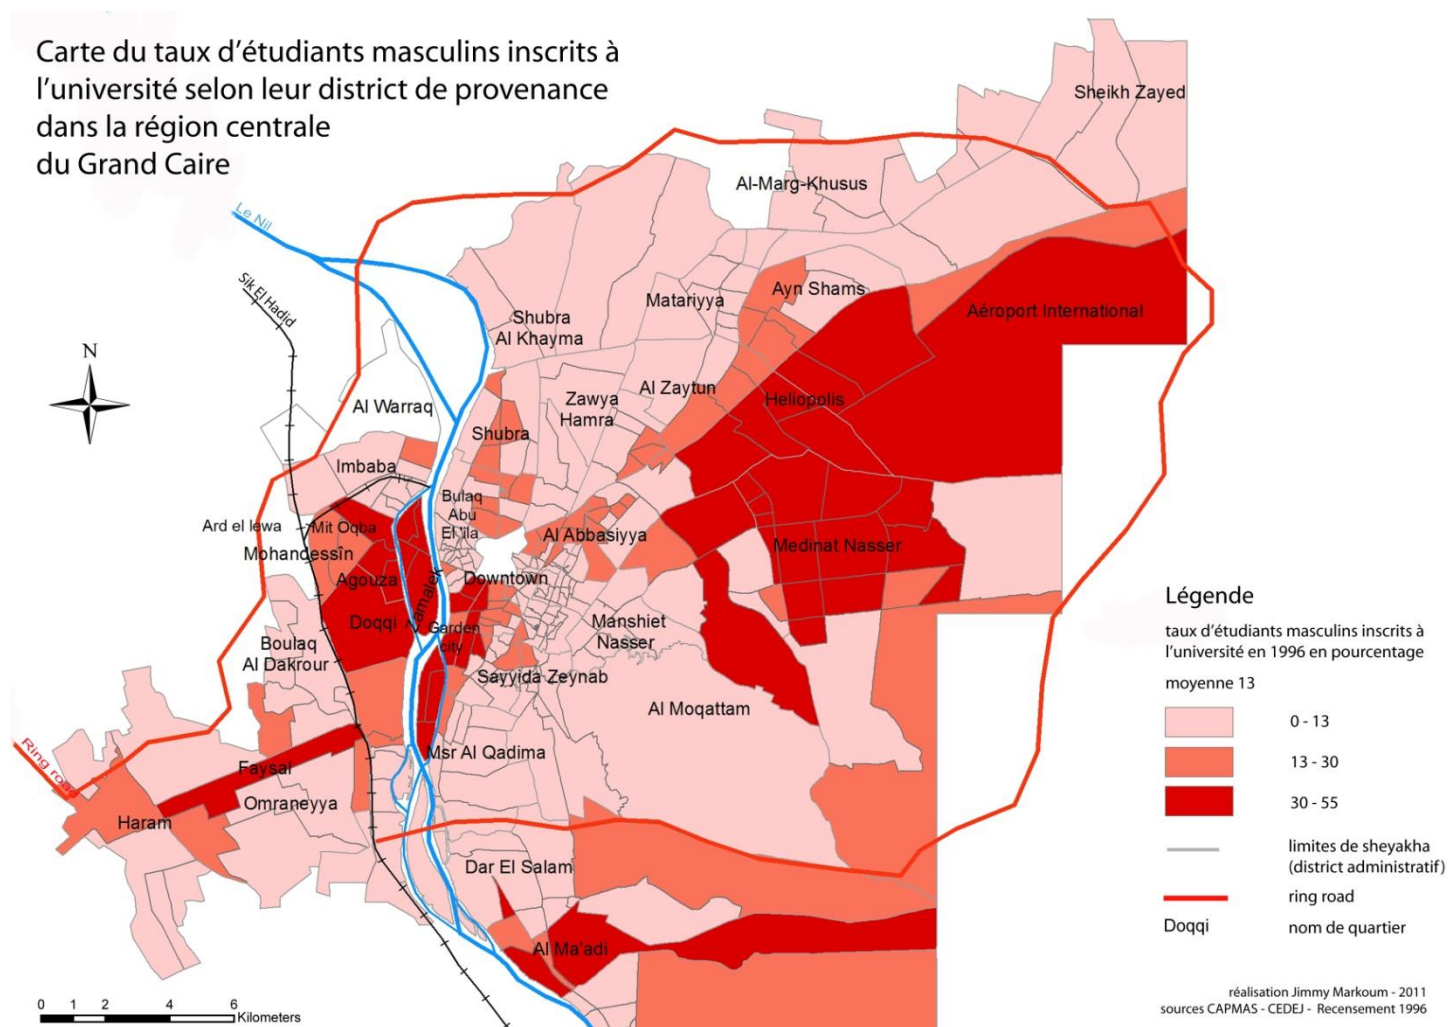 Carte du taux d'étudiants masculins inscrits à
l'université selon leur district de provenance
dans la région centrale
du Grand Caire
Sheikh Zayed
Al-Marg-Khusus
Le Nil
Sik El Hadid
N
Ayn Shams
Matariyya
Aéroport International
Shubra
Al Khayma
Al Zaytun
Heliopolis
Zawya
Hamra
Al Warraq
Shubra
Imbaba
Bulaq
Abu
El 'ila
Ard el lewa
Mit Oqba
Al Abbasiyya
Mohandessîn
Medinat Nasser
Agouza
Zamalek
Downtown
Doqqi
Garden
city
Manshiet
Nasser
Boulaq
Al Dakrour
Sayyida Zeynab
Al Moqattam
Msr Al Qadima
Ring road
Faysal
Omraneyya
Haram
Dar El Salam
Al Ma'adi
0 1 2 4 6
Kilometers
Légende
taux d'étudiants masculins inscrits à
l'université en 1996 en pourcentage
moyenne 13
0 - 13
13 - 30
30 - 55
limites de sheyakha
(district administratif)
ring road
Doqqi nom de quartier
réalisation Jimmy Markoum - 2011
sources CAPMAS - CEDEJ - Recensement 1996